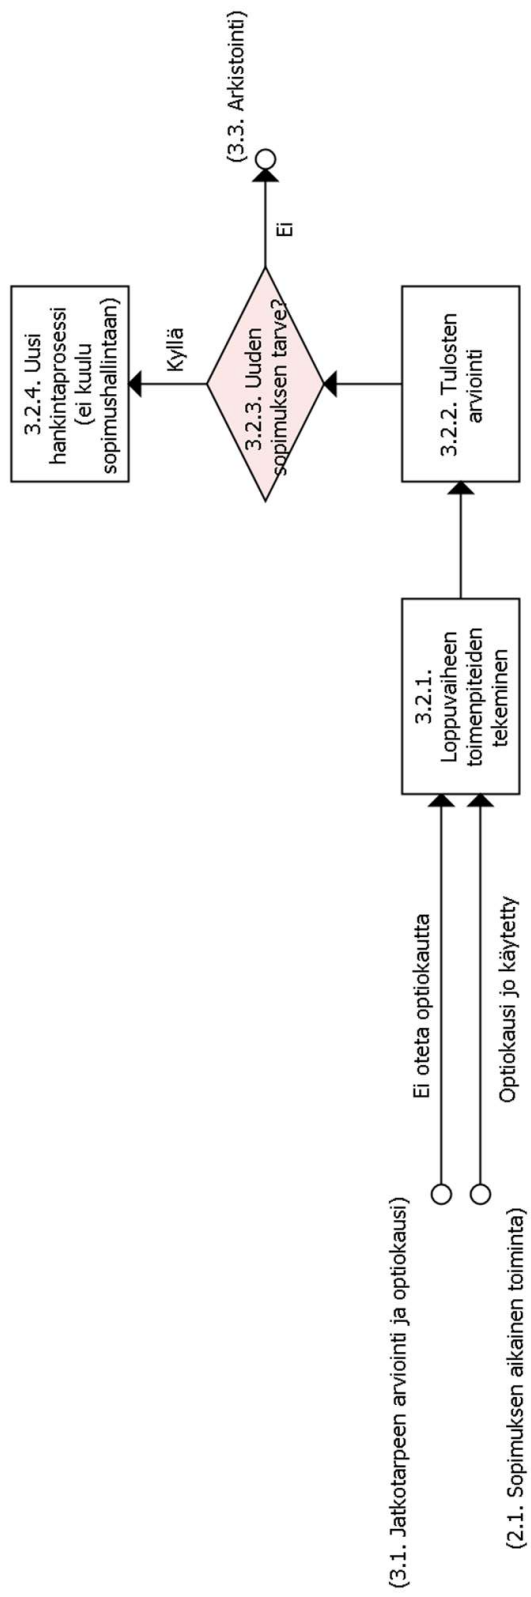 (3.1. Jatkotarpeen arviointi ja optiokausi)
Ei oteta optiokautta
(2.1. Sopimuksen aikainen toiminta)
Optiokausi jo käytetty
3.2.1.
Loppuvaiheen
toimenpiteiden
tekeminen
3.2.2. Tulosten
arviointi
3.2.3. Uuden
sopimuksen tarve?
Kyllä
3.2.4. Uusi
hankintaprosessi
(ei kuulu
sopimushallintaan)
Ei
(3.3. Arkistointi)